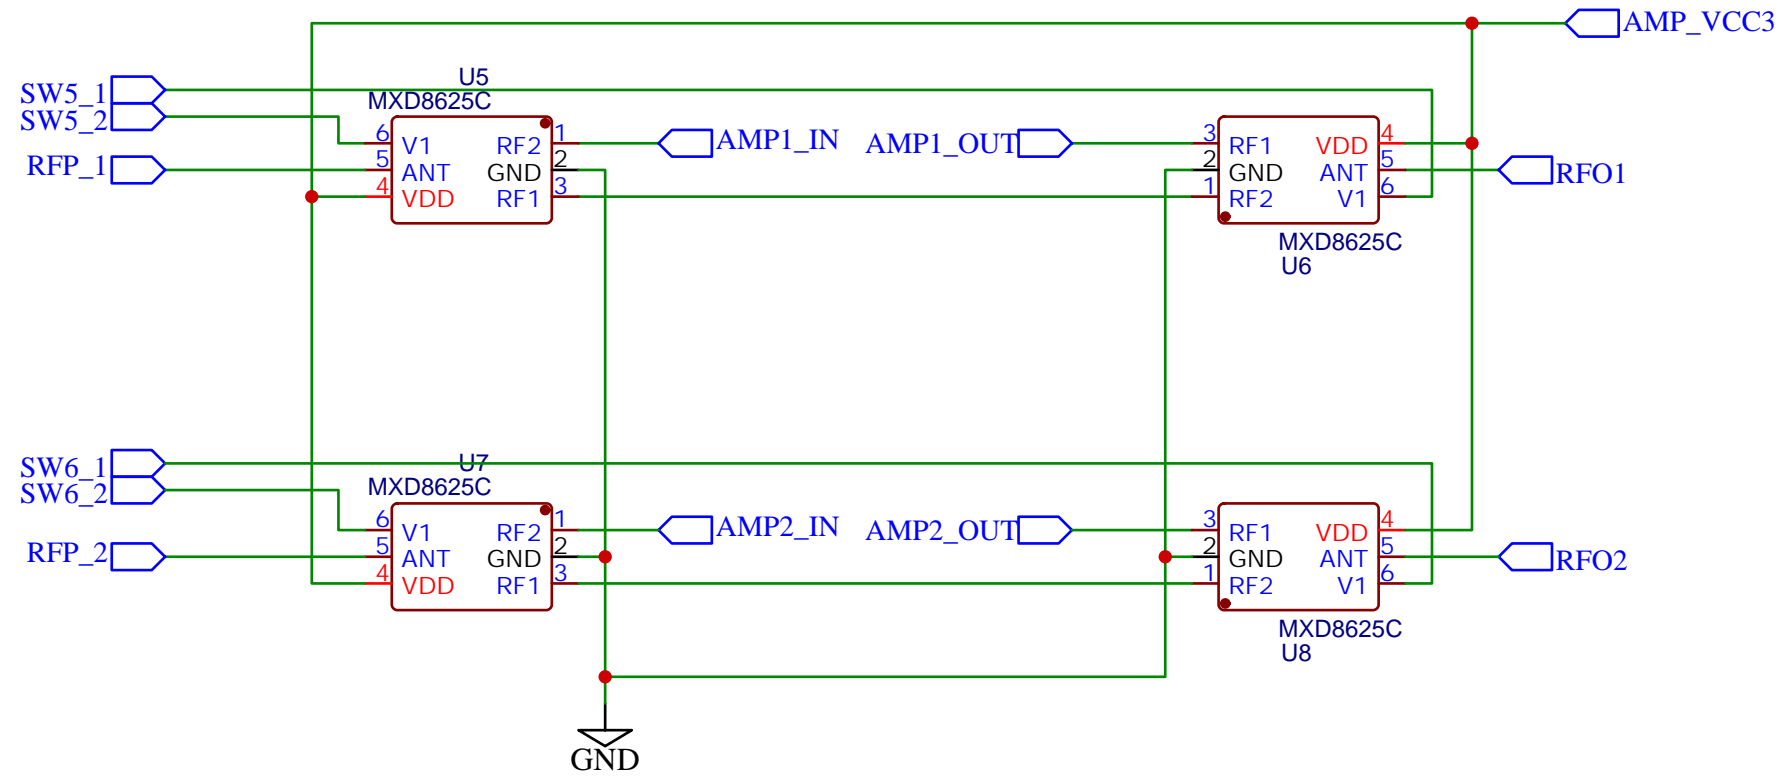 AMP_VCC3
U5
MXD8625C
SW5_1
SW5_2
RFP_1
6 V1 RF2 1
5 ANT GND 2
4 VDD RF1 3
AMP1_IN
AMP1_OUT
3 RF1 VDD 4
2 GND ANT 5
1 RF2 V1 6
RFO1
MXD8625C
U6
SW6_1
SW6_2
RFP_2
U7
MXD8625C
6 V1 RF2 1
5 ANT GND 2
4 VDD RF1 3
AMP2_IN
AMP2_OUT
3 RF1 VDD 4
2 GND ANT 5
1 RF2 V1 6
RFO2
MXD8625C
U8
GND